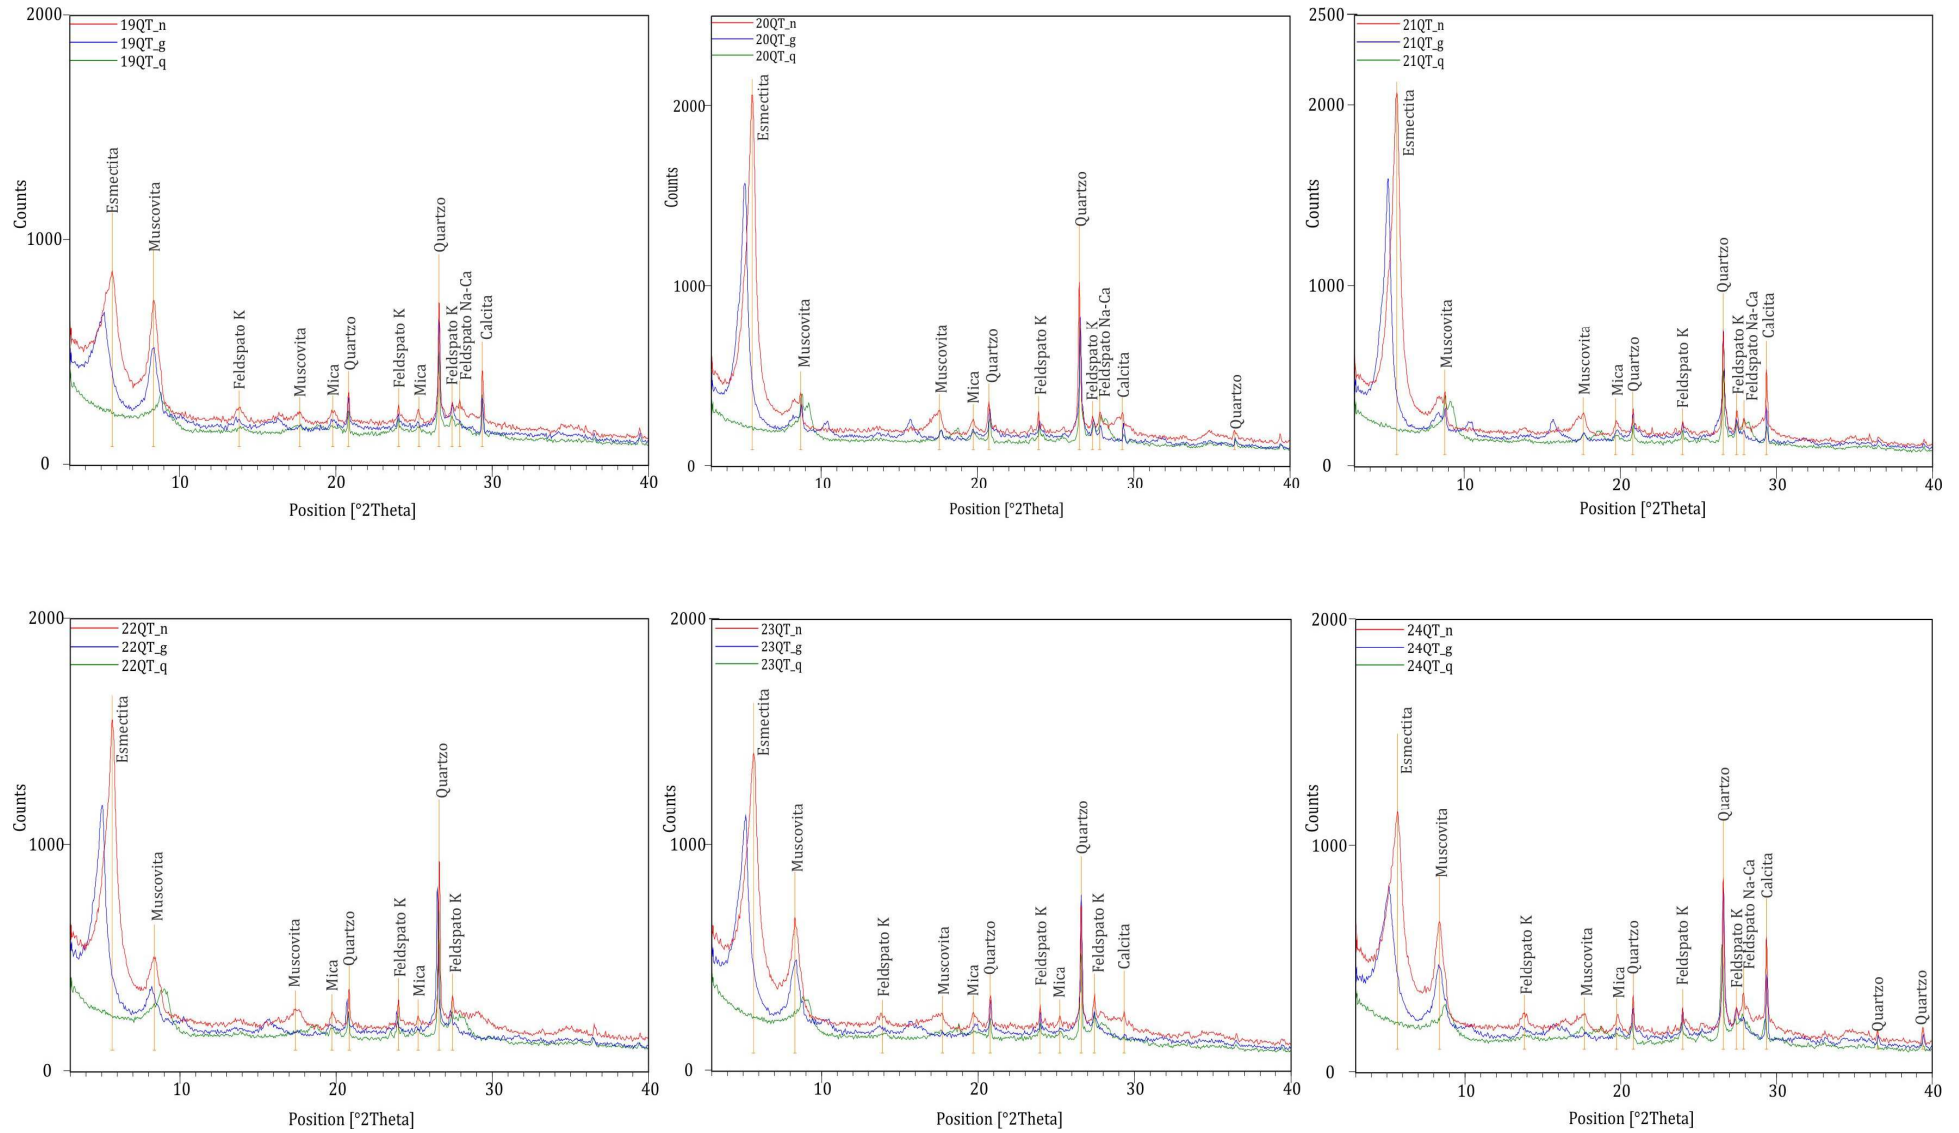 2000
19QT_n
19QT_g
19QT_q
Esmectita
Muscovita
Feldspato K
Muscovita
Mica
Quartzo
Feldspato K
Mica
Quartzo
Feldspato K
Feldspato Na-Ca
Calcita
Counts
1000
0
10
20
30
40
Position [°2Theta]
20QT_n
20QT_g
20QT_q
2000
Esmectita
Muscovita
Muscovita
Mica
Quartzo
Feldspato K
Quartzo
Feldspato K
Feldspato Na-Ca
Calcita
Quartzo
Counts
1000
0
10
20
30
40
Position [°2Theta]
2500
21QT_n
21QT_g
21QT_q
2000
Esmectita
Muscovita
Muscovita
Mica
Quartzo
Feldspato K
Quartzo
Feldspato K
Feldspato Na-Ca
Calcita
Counts
1000
0
10
20
30
40
Position [°2Theta]
2000
22QT_n
22QT_g
22QT_q
Esmectita
Muscovita
Muscovita
Mica
Quartzo
Feldspato K
Mica
Quartzo
Feldspato K
Counts
1000
0
10
20
30
40
Position [°2Theta]
2000
23QT_n
23QT_g
23QT_q
Esmectita
Muscovita
Feldspato K
Muscovita
Mica
Quartzo
Feldspato K
Mica
Quartzo
Feldspato K
Calcita
Counts
1000
0
10
20
30
40
Position [°2Theta]
2000
24QT_n
24QT_g
24QT_q
Esmectita
Muscovita
Feldspato K
Muscovita
Mica
Quartzo
Feldspato K
Quartzo
Feldspato K
Feldspato Na-Ca
Calcita
Quartzo
Quartzo
Counts
1000
0
10
20
30
40
Position [°2Theta]